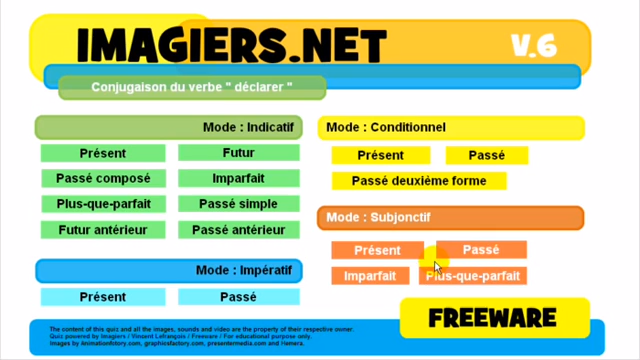 IMAGIERS.NET
V.6
Conjugaison du verbe " déclarer "
Mode : Indicatif
Présent Futur
Passé composé Imparfait
Plus-que-parfait Passé simple
Futur antérieur Passé antérieur
Mode : Impératif
Présent Passé
Mode : Conditionnel
Présent Passé
Passé deuxième forme
Mode : Subjonctif
Présent Passé
Imparfait Plus-que-parfait
FREEWARE
The content of this quiz and all the images, sounds and video are the property of their respective owner.
Quiz powered by Imagiers / Vincent Lefrançois / Freeware / For educational purpose only.
Images by Animationfatory.com, graphicsfactory.com, presentermedia.com and Hemera.